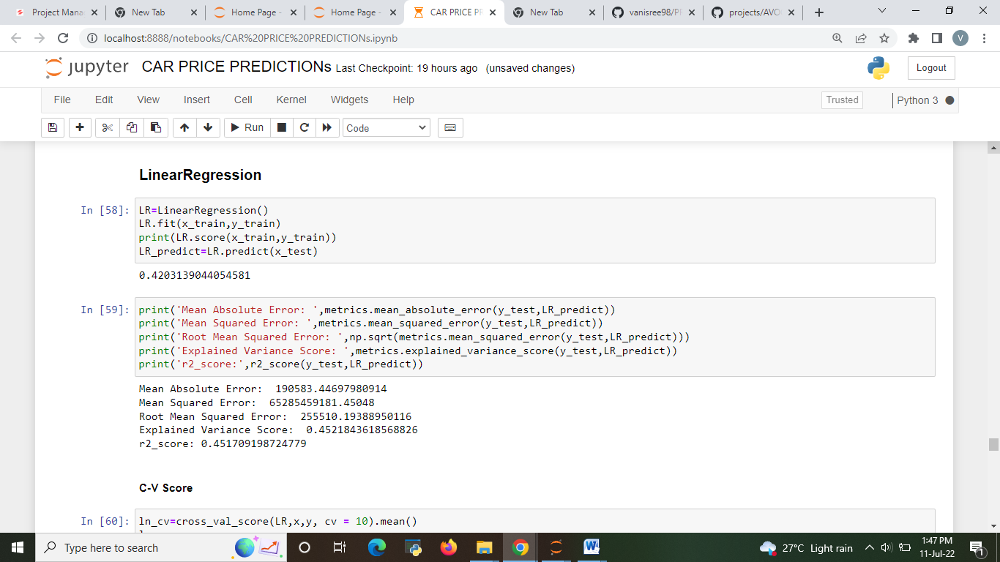 Project Mana
New Tab
Home Page -
Home Page -
CAR PRICE PR
New Tab
vanisree98/PR
projects/AVO
localhost:8888/notebooks/CAR%20PRICE%20PREDICTIONs.ipynb
V
jupyter CAR PRICE PREDICTIONs Last Checkpoint: 19 hours ago (unsaved changes)
Logout
File Edit View Insert Cell Kernel Widgets Help
Trusted
Python 3
Run
Code
LinearRegression
In [58]: LR=LinearRegression()
LR.fit(x_train,y_train)
print(LR.score(x_train,y_train))
LR_predict=LR.predict(x_test)
0.4203139044054581
In [59]: print('Mean Absolute Error: ',metrics.mean_absolute_error(y_test,LR_predict))
print('Mean Squared Error: ',metrics.mean_squared_error(y_test,LR_predict))
print('Root Mean Squared Error: ',np.sqrt(metrics.mean_squared_error(y_test,LR_predict)))
print('Explained Variance Score: ',metrics.explained_variance_score(y_test,LR_predict))
print('r2_score:',r2_score(y_test,LR_predict))
Mean Absolute Error:  190583.44697980914
Mean Squared Error:  65285459181.45048
Root Mean Squared Error:  255510.19388950116
Explained Variance Score:  0.4521843618568826
r2_score: 0.451709198724779
C-V Score
In [60]: ln_cv=cross_val_score(LR,x,y, cv = 10).mean()
Type here to search
27°C Light rain
1:47 PM
11-Jul-22
1